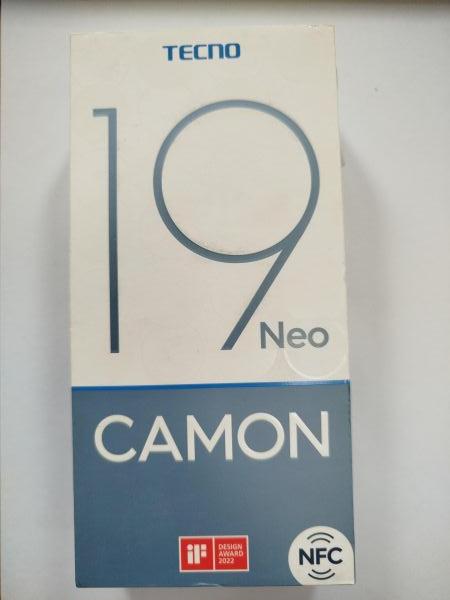 TECNO
19
Neo
CAMON
iF
DESIGN
AWARD
2022
NFC